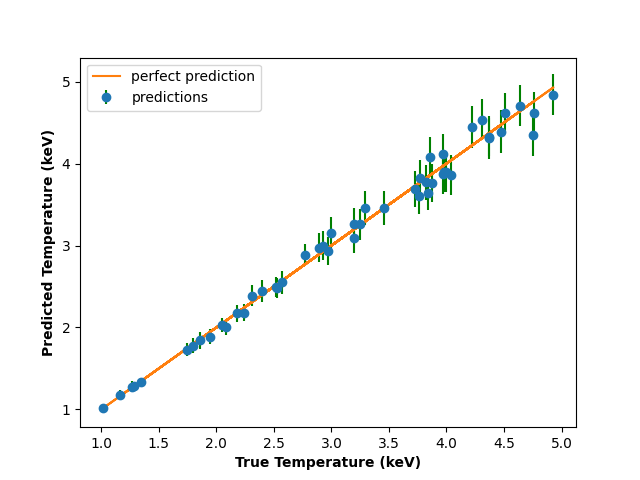 perfect prediction
predictions
5
4
3
2
1
Predicted Temperature (keV)
1.0 1.5 2.0 2.5 3.0 3.5 4.0 4.5 5.0
True Temperature (keV)